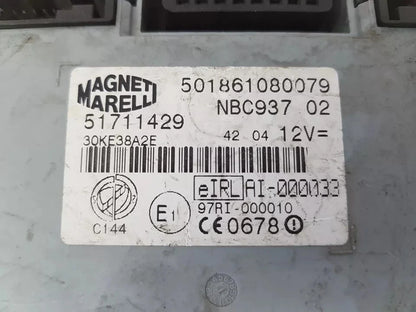 MAGNETI MARELLI 501861080079
NBC937 02
51711429
42 04 12V=
30KE38A2E
eIRL AI-000033
97RI-000010
C144
E1
CE0678